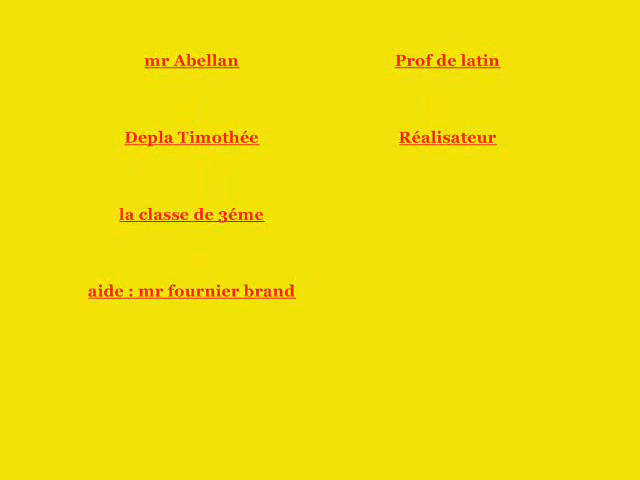 mr Abellan Prof de latin
Depla Timothée Réalisateur
la classe de 3éme
aide : mr fournier brand